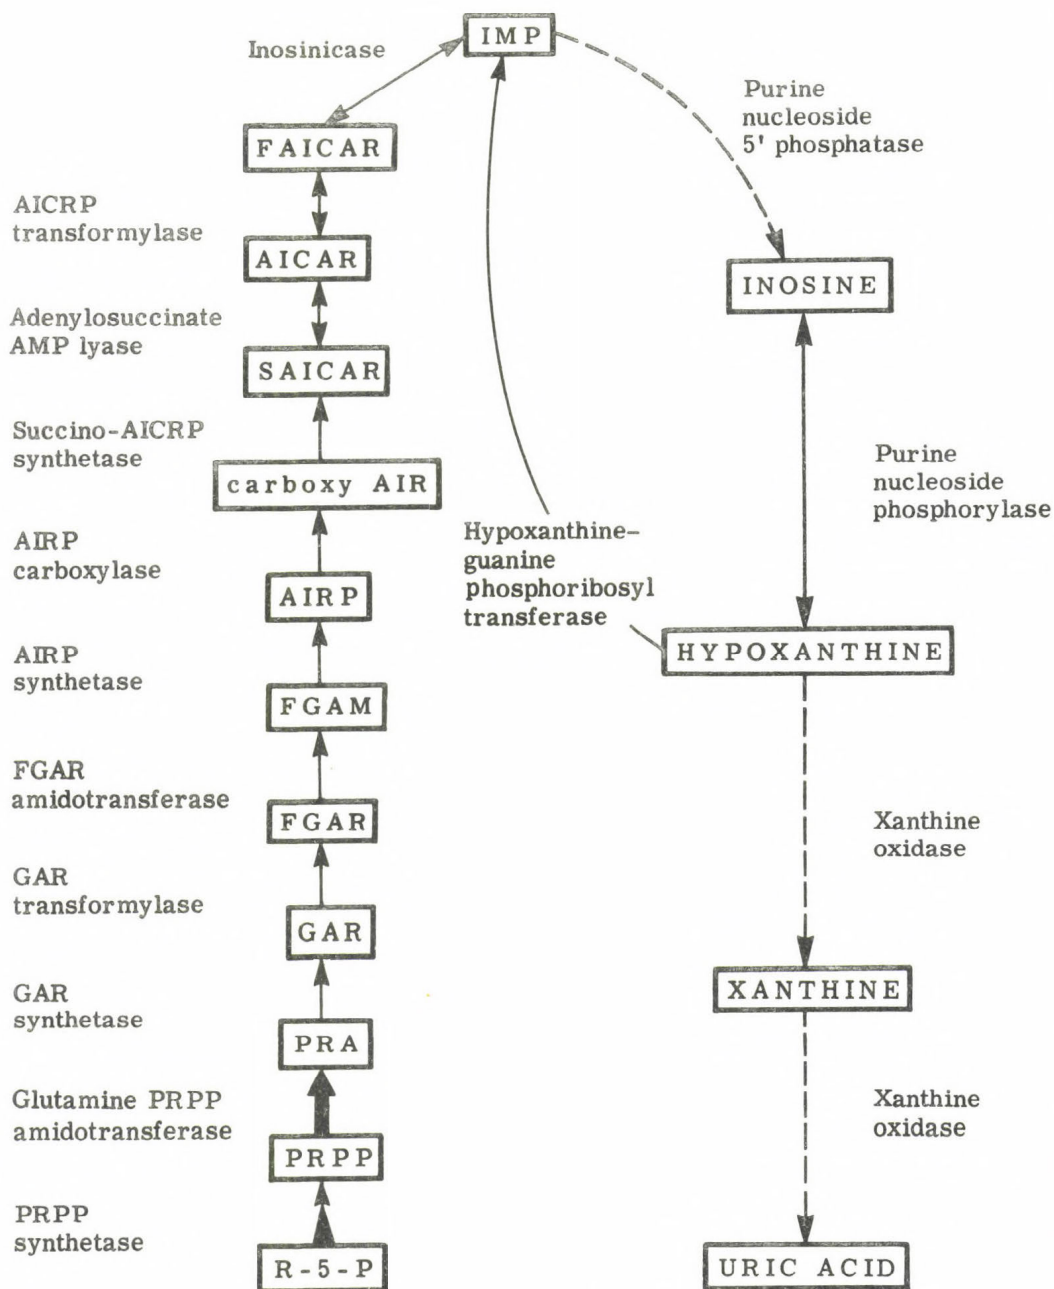 IMP
Inosinicase
Purine
nucleoside
5' phosphatase
FAICAR
AICRP
transformylase
AICAR
INOSINE
Adenylosuccinate
AMP lyase
SAICAR
Succino-AICRP
synthetase
carboxy AIR
Purine
nucleoside
phosphorylase
Hypoxanthine-
guanine
phosphoribosyl
transferase
AIRP
carboxylase
AIRP
HYPOXANTHINE
AIRP
synthetase
FGAM
FGAR
amidotransferase
FGAR
Xanthine
oxidase
GAR
transformylase
GAR
XANTHINE
GAR
synthetase
PRA
Glutamine PRPP
amidotransferase
Xanthine
oxidase
PRPP
PRPP
synthetase
R-5-P
URIC ACID